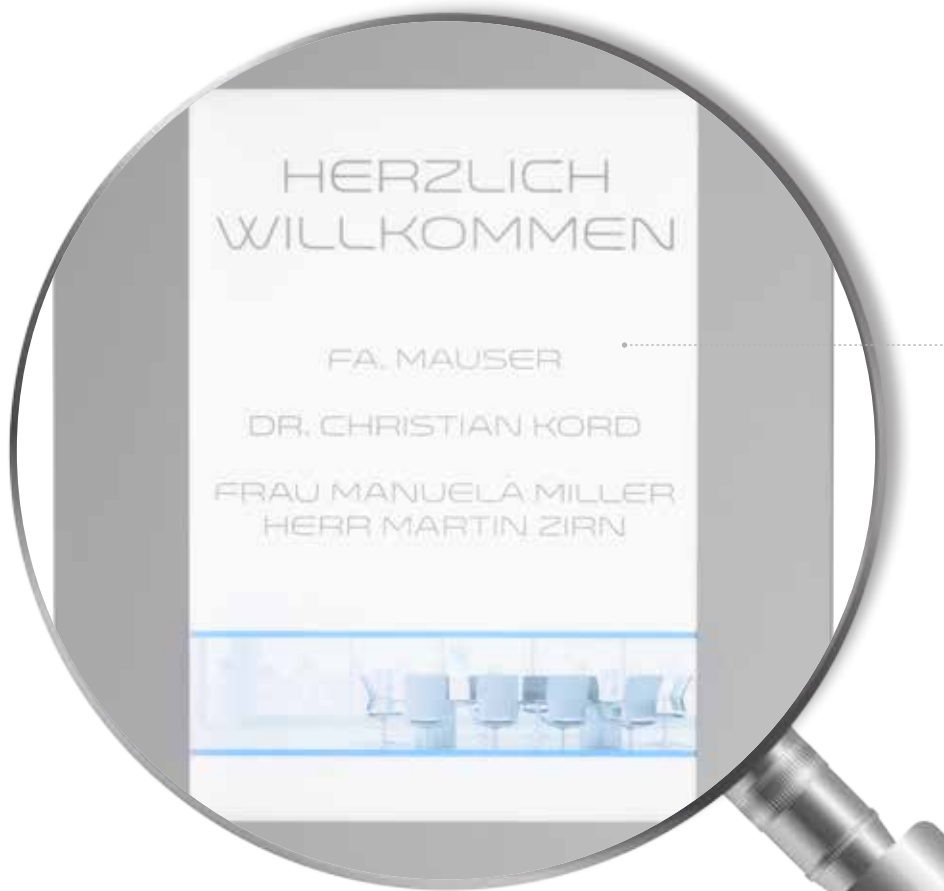 HERZLICH
WILLKOMMEN
FA. MAUSER
DR. CHRISTIAN KORD
FRAU MANUELA MILLER
HERR MARTIN ZIRN